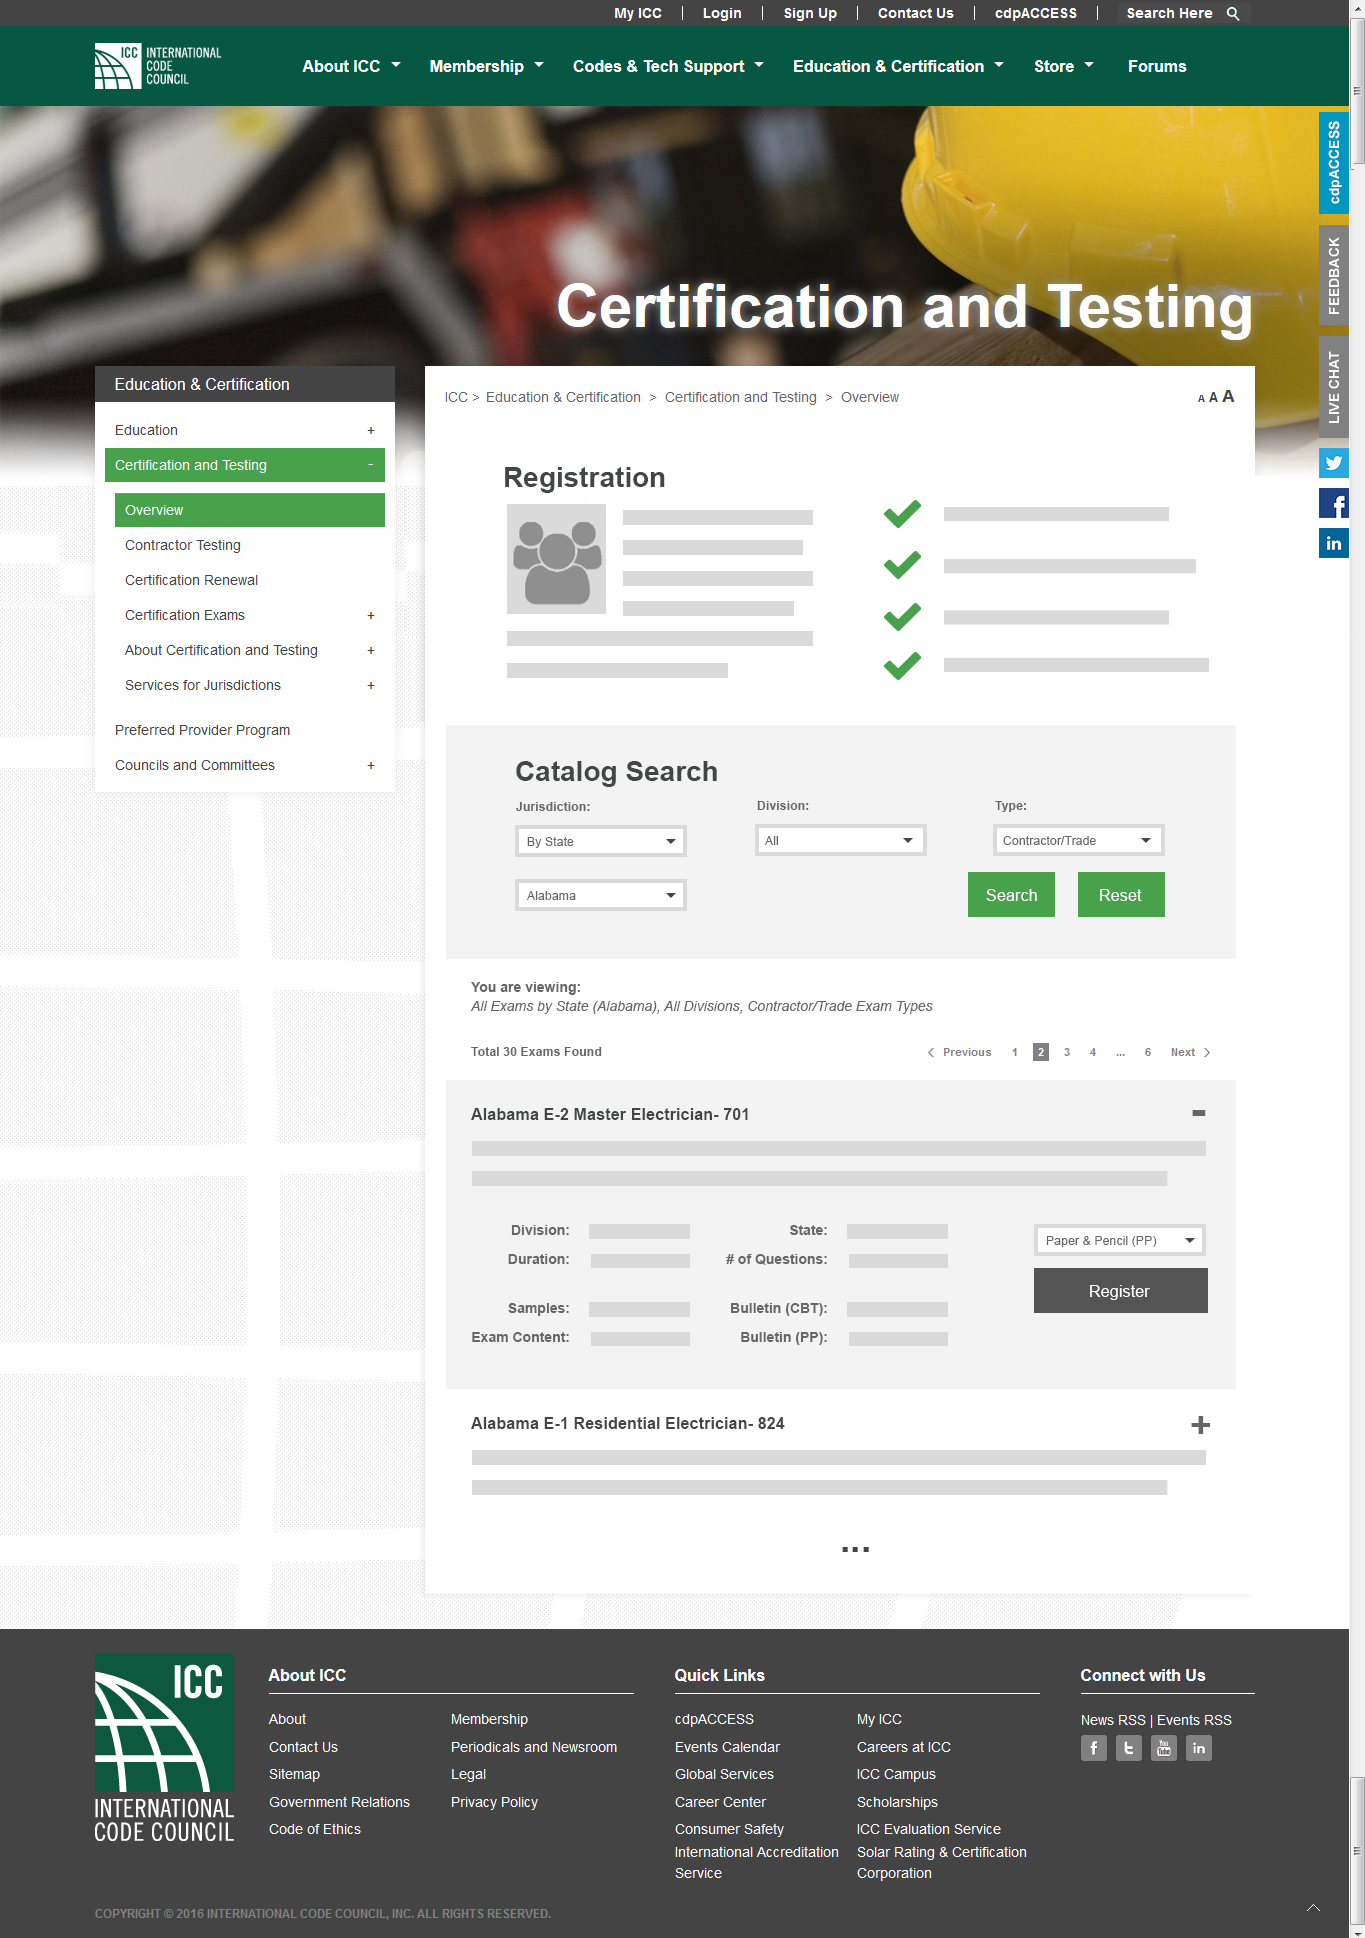 My ICC | Login | Sign Up | Contact Us | cdpACCESS | Search Here
ICC INTERNATIONAL
CODE
COUNCIL
About ICC Membership Codes & Tech Support Education & Certification Store Forums
cdpACCESS
FEEDBACK
LIVE CHAT
Certification and Testing
Education & Certification
Education +
Certification and Testing -
Overview
Contractor Testing
Certification Renewal
Certification Exams +
About Certification and Testing +
Services for Jurisdictions +
Preferred Provider Program
Councils and Committees +
ICC > Education & Certification > Certification and Testing > Overview
A A A
Registration
Catalog Search
Jurisdiction: Division: Type:
By State All Contractor/Trade
Alabama Search Reset
You are viewing:
All Exams by State (Alabama), All Divisions, Contractor/Trade Exam Types
Total 30 Exams Found < Previous 1 2 3 4 ... 6 Next >
Alabama E-2 Master Electrician- 701
Division: State: Paper & Pencil (PP)
Duration: # of Questions:
Register
Samples: Bulletin (CBT):
Exam Content: Bulletin (PP):
Alabama E-1 Residential Electrician- 824
...
ICC
INTERNATIONAL
CODE COUNCIL
About ICC
About Membership
Contact Us Periodicals and Newsroom
Sitemap Legal
Government Relations Privacy Policy
Code of Ethics
Quick Links
cdpACCESS My ICC
Events Calendar Careers at ICC
Global Services ICC Campus
Career Center Scholarships
Consumer Safety ICC Evaluation Service
International Accreditation Solar Rating & Certification
Service Corporation
Connect with Us
News RSS | Events RSS
You
Tube
COPYRIGHT © 2016 INTERNATIONAL CODE COUNCIL, INC. ALL RIGHTS RESERVED.